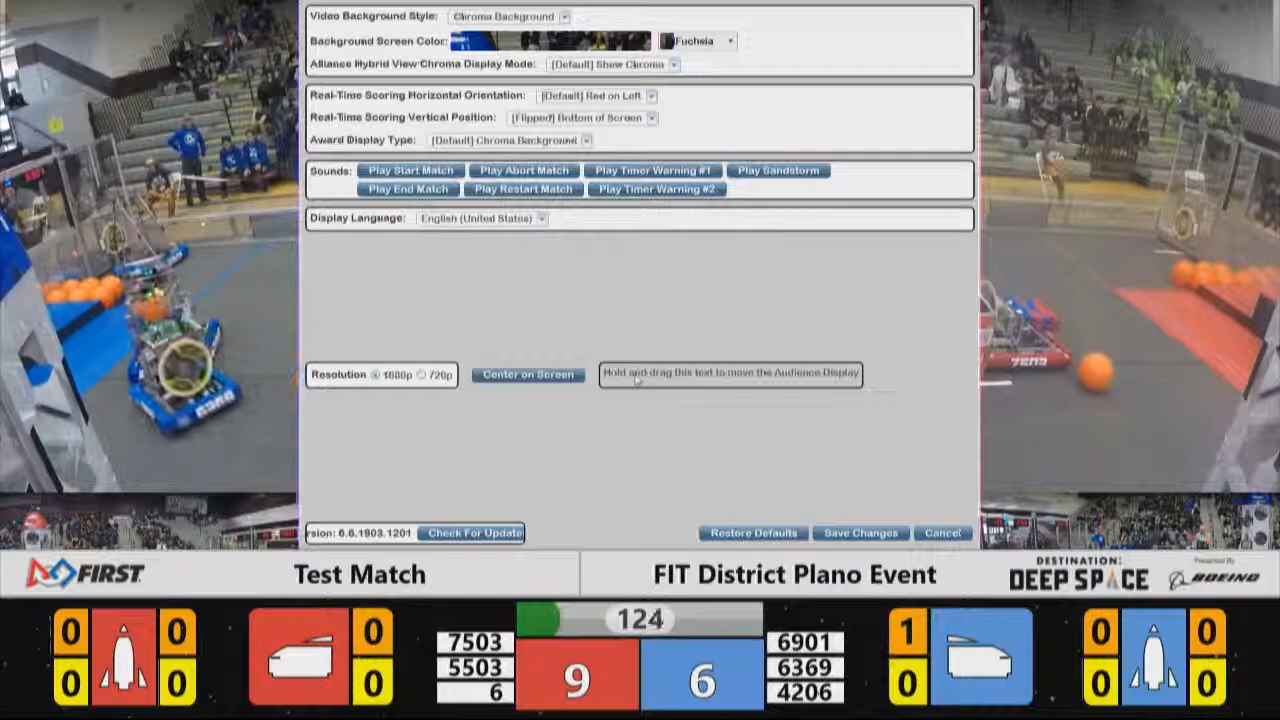 Video Background Style: Chroma Background
Background Screen Color: Fuchsia
Alliance Hybrid View Chroma Display Mode: [Default] Show Chroma
Real-Time Scoring Horizontal Orientation: [Default] Red on Left
Real-Time Scoring Vertical Position: [Flipped] Bottom of Screen
Award Display Type: [Default] Chroma Background
Sounds: Play Start Match Play Abort Match Play Timer Warning #1 Play Sandstorm
Play End Match Play Restart Match Play Timer Warning #2
Display Language: English (United States)
Resolution 1080p 720p Center on Screen Hold and drag this text to move the Audience Display
7503
rsion: 6.6.1903.1201 Check For Update Restore Defaults Save Changes Cancel
FIRST Test Match FIT District Plano Event DESTINATION: DEEP SPACE Presented By BOEING
124
0 0 0 7503 6901 1 0 0
5503 9 6 6369
0 0 0 6 4206 0 0 0